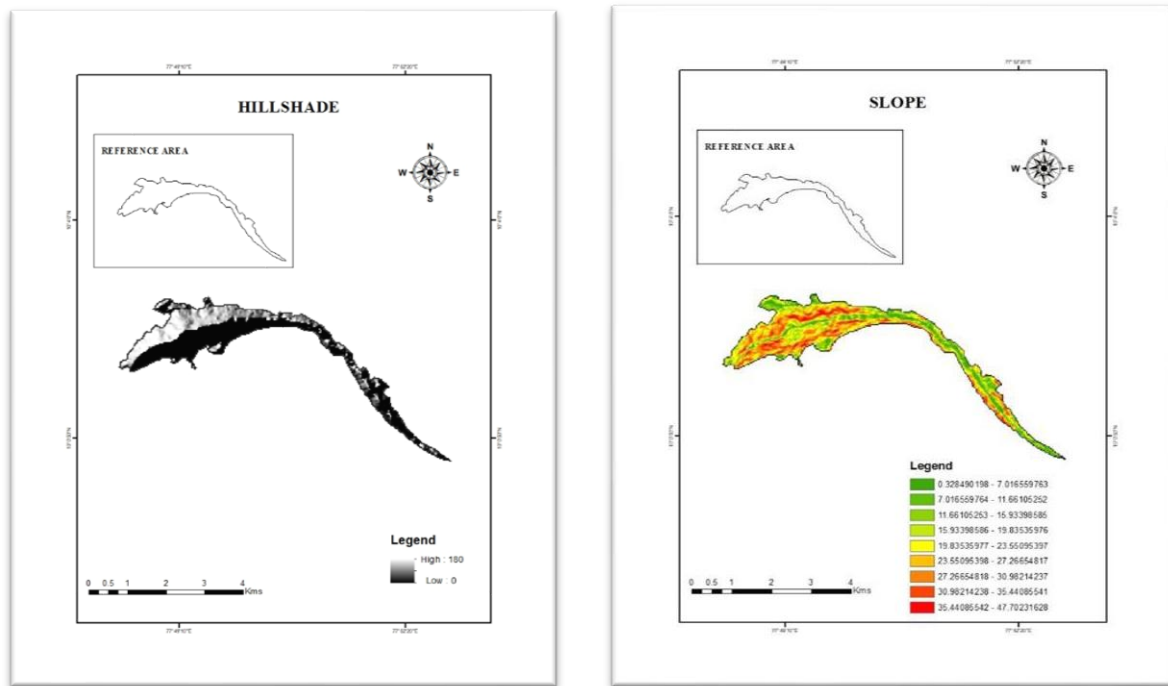 HILLSHADE
REFERENCE AREA
N
W E
S
Legend
High : 180
Low : 0
0 0.5 1 2 3 4
Kms
SLOPE
REFERENCE AREA
N
W E
S
Legend
0.328490198 - 7.016559763
7.016559764 - 11.66105252
11.66105253 - 15.93398585
15.93398586 - 19.83535976
19.83535977 - 23.55095397
23.55095398 - 27.26654817
27.26654818 - 30.98214237
30.98214238 - 35.44085541
35.44085542 - 47.70231628
0 0.5 1 2 3 4
Kms